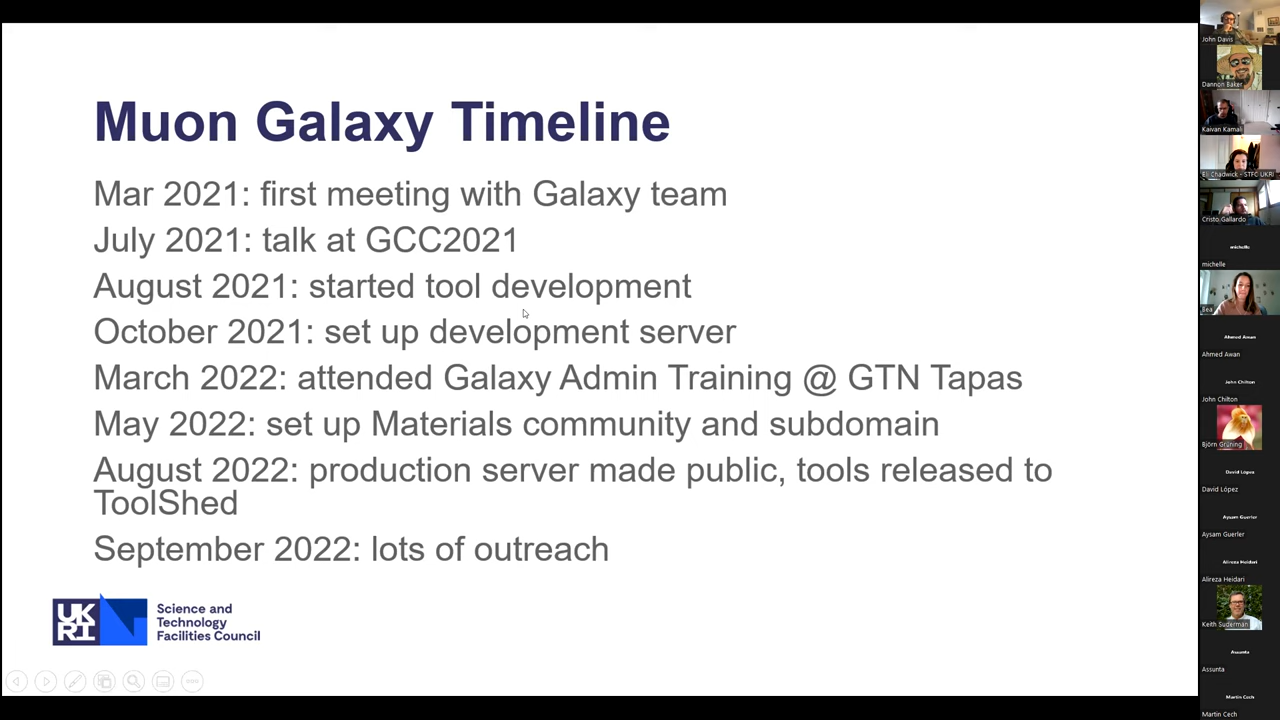 Muon Galaxy Timeline
Mar 2021: first meeting with Galaxy team
July 2021: talk at GCC2021
August 2021: started tool development
October 2021: set up development server
March 2022: attended Galaxy Admin Training @ GTN Tapas
May 2022: set up Materials community and subdomain
August 2022: production server made public, tools released to
ToolShed
September 2022: lots of outreach
UK
RI
Science and
Technology
Facilities Council
John Davis
Dannon Baker
Kaivan Kamali
Eli Chadwick - STFC UKRI
Cristo Gallardo
michelle
michelle
Bea
Ahmed Awan
Ahmed Awan
John Chilton
John Chilton
Björn Grüning
David López
David López
Aysam Guerler
Aysam Guerler
Alireza Heidari
Alireza Heidari
Keith Suderman
Assunta
Assunta
Martin Cech
Martin Cech